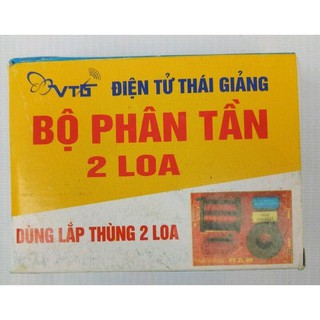 VTG
ĐIỆN TỬ THÁI GIẢNG
BỘ PHÂN TẦN
2 LOA
DÙNG LẮP THÙNG 2 LOA